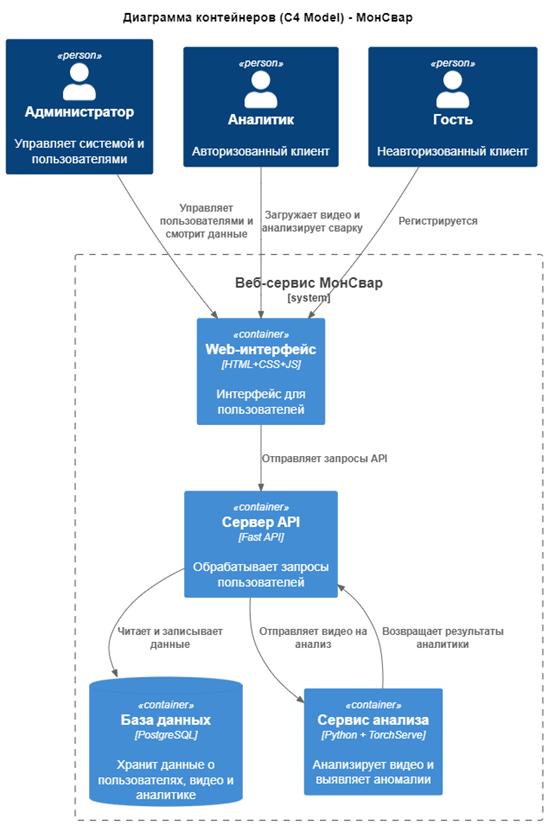 Диаграмма контейнеров (C4 Model) - МонСвар
«person»
Администратор
Управляет системой и
пользователями
«person»
Аналитик
Авторизованный клиент
«person»
Гость
Неавторизованный клиент
Управляет
пользователями и
смотрит данные
Загружает видео и
анализирует сварку
Регистрируется
Веб-сервис МонСвар
[system]
«container»
Web-интерфейс
[HTML+CSS+JS]
Интерфейс для
пользователей
Отправляет запросы API
«container»
Сервер API
[Fast API]
Обрабатывает запросы
пользователей
Читает и записывает
данные
Отправляет видео на
анализ
Возвращает результаты
аналитики
«container»
База данных
[PostgreSQL]
Хранит данные о
пользователях, видео и
аналитике
«container»
Сервис анализа
[Python + TorchServe]
Анализирует видео и
выявляет аномалии